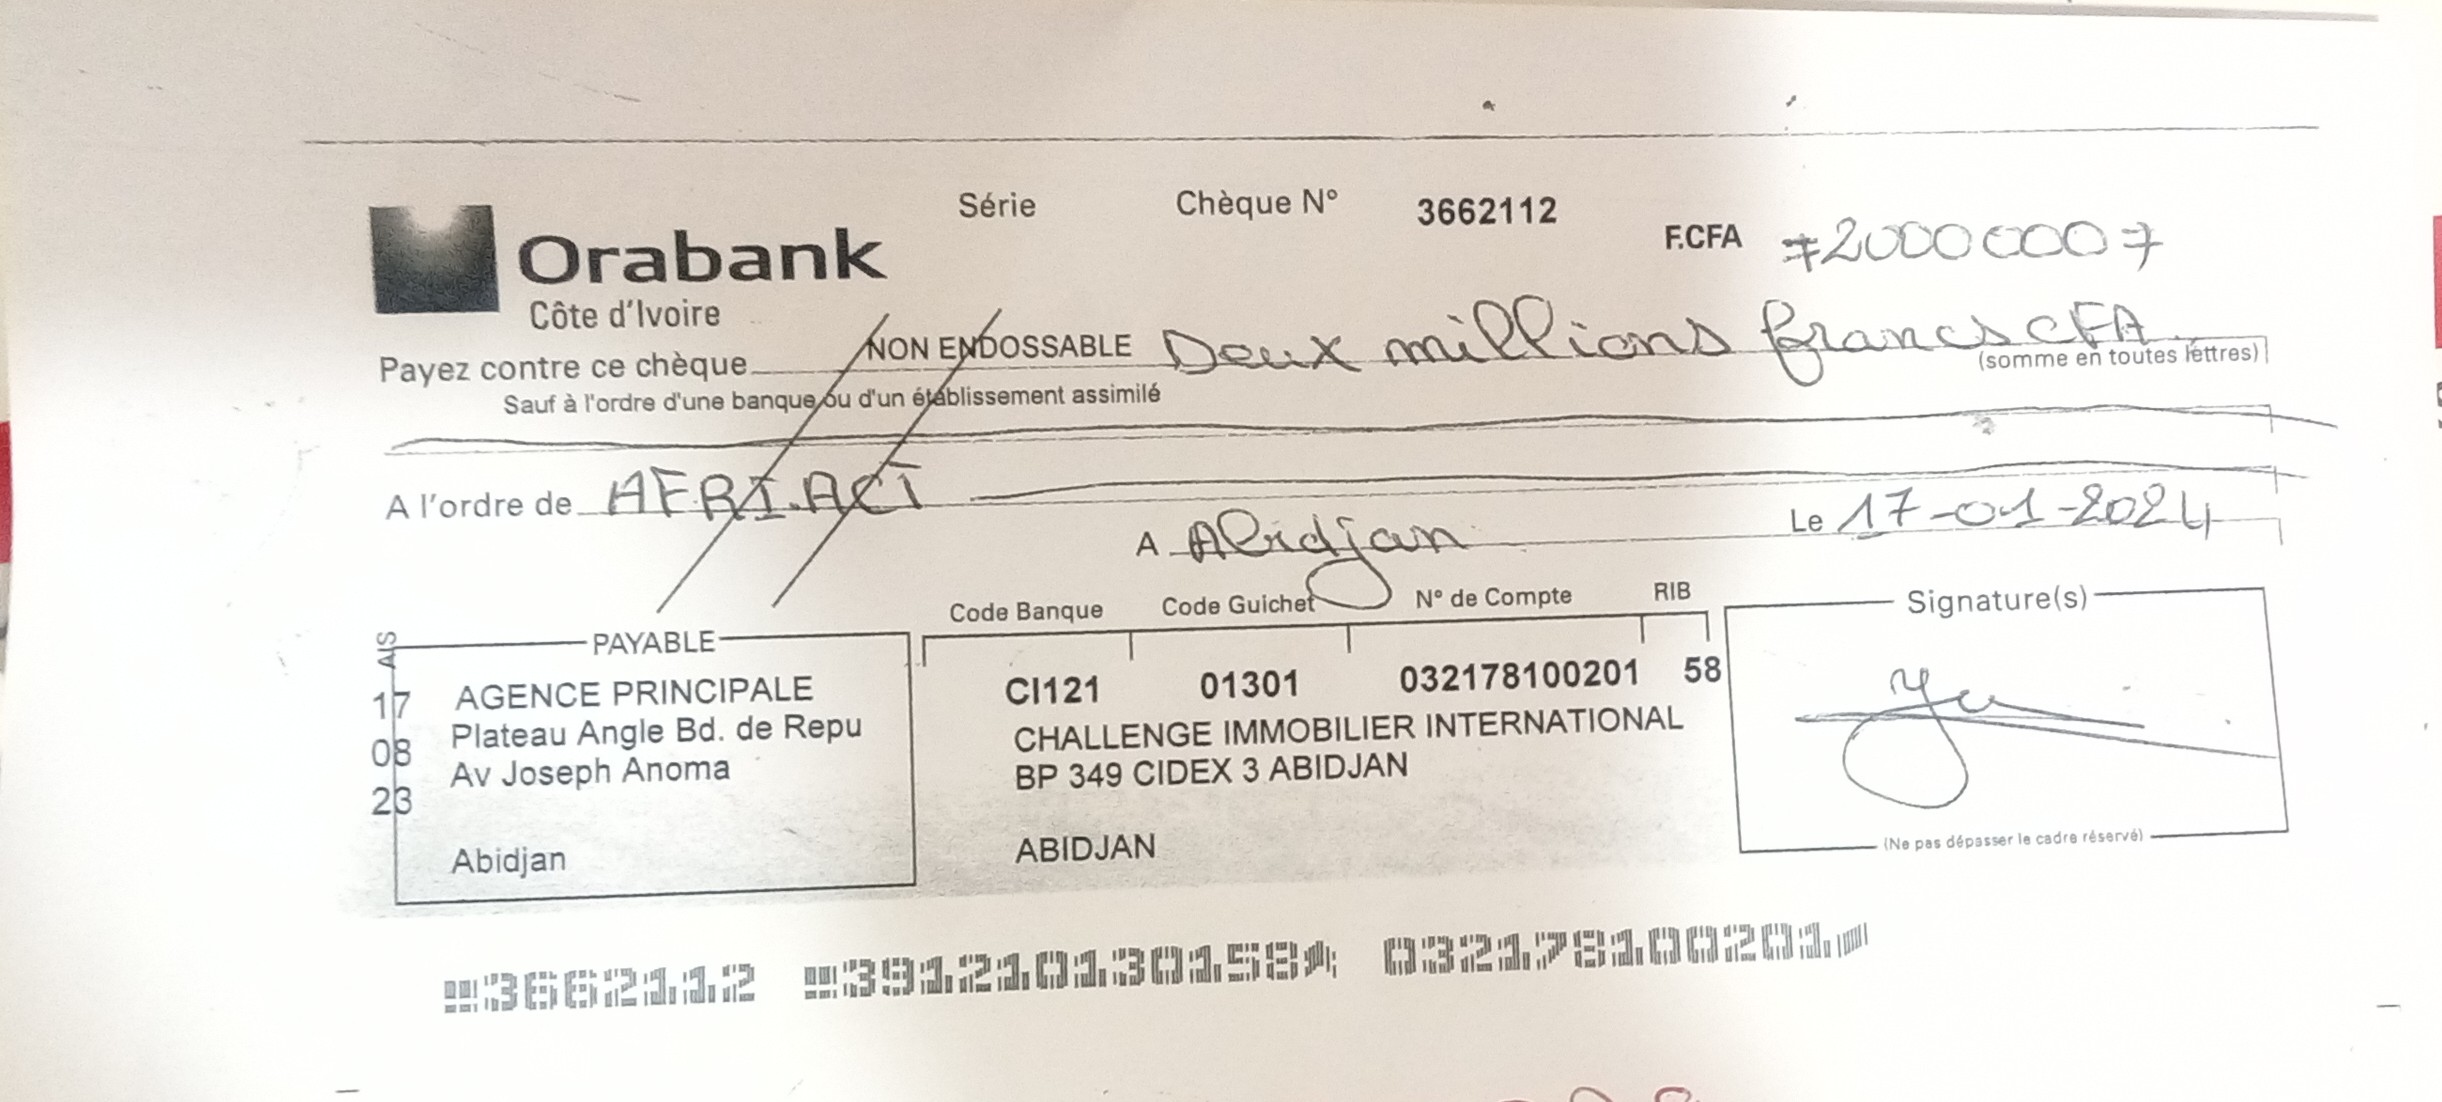 Série Chèque N° 3662112
F.CFA #2000000#
Orabank
Côte d'Ivoire
Payez contre ce chèque NON ENDOSSABLE Deux millions francs CFA
(somme en toutes lettres)
Sauf à l'ordre d'une banque ou d'un établissement assimilé
A l'ordre de AFRI.ACT
A Abidjan Le 17-01-2024
Code Banque Code Guichet N° de Compte RIB
Signature(s)
PAYABLE
AIS
17
08
23
AGENCE PRINCIPALE
Plateau Angle Bd. de Repu
Av Joseph Anoma
Abidjan
CI121 01301 032178100201 58
CHALLENGE IMMOBILIER INTERNATIONAL
BP 349 CIDEX 3 ABIDJAN
ABIDJAN
(Ne pas dépasser le cadre réservé)
3662112 391210130158 032178100201